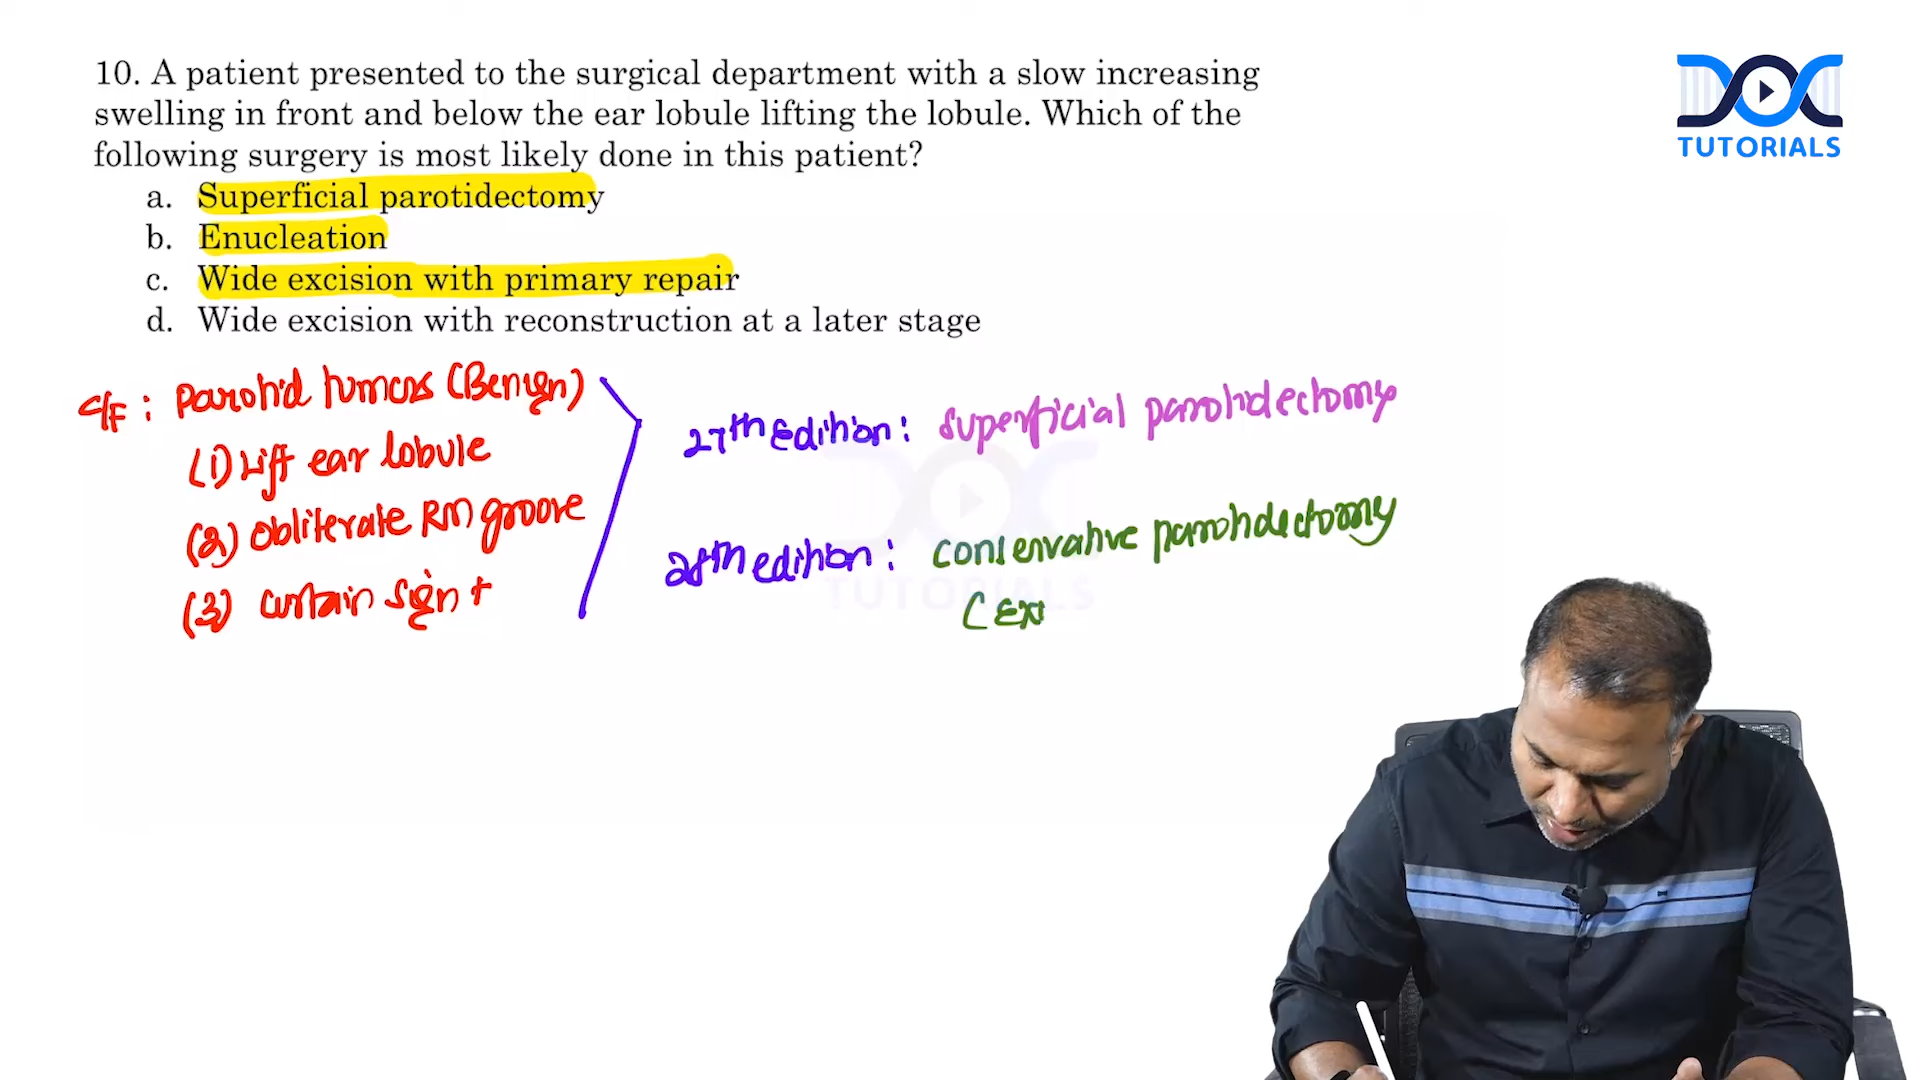 10. A patient presented to the surgical department with a slow increasing
swelling in front and below the ear lobule lifting the lobule. Which of the
following surgery is most likely done in this patient?
a. Superficial parotidectomy
b. Enucleation
c. Wide excision with primary repair
d. Wide excision with reconstruction at a later stage
TUTORIALS
C/F : Parotid tumors (Benign)
(1) Lift ear lobule
(2) obliterate RM groove
(3) curtain sign +
27th Edition : Superficial parotidectomy
28th edition : conservative parotidectomy
( Ex
TUTORIALS